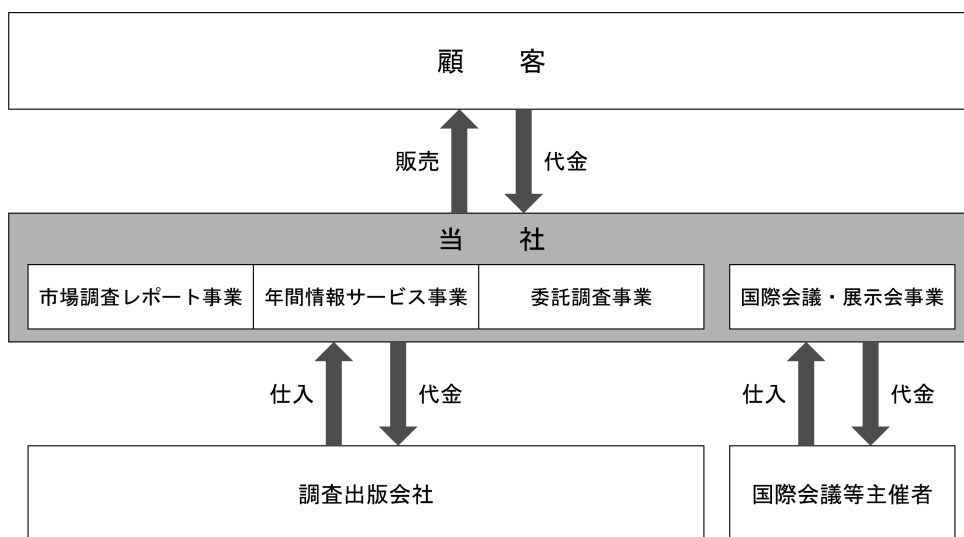 顧 客
販売 代金
当 社
市場調査レポート事業 年間情報サービス事業 委託調査事業 国際会議・展示会事業
仕入 代金 仕入 代金
調査出版会社 国際会議等主催者